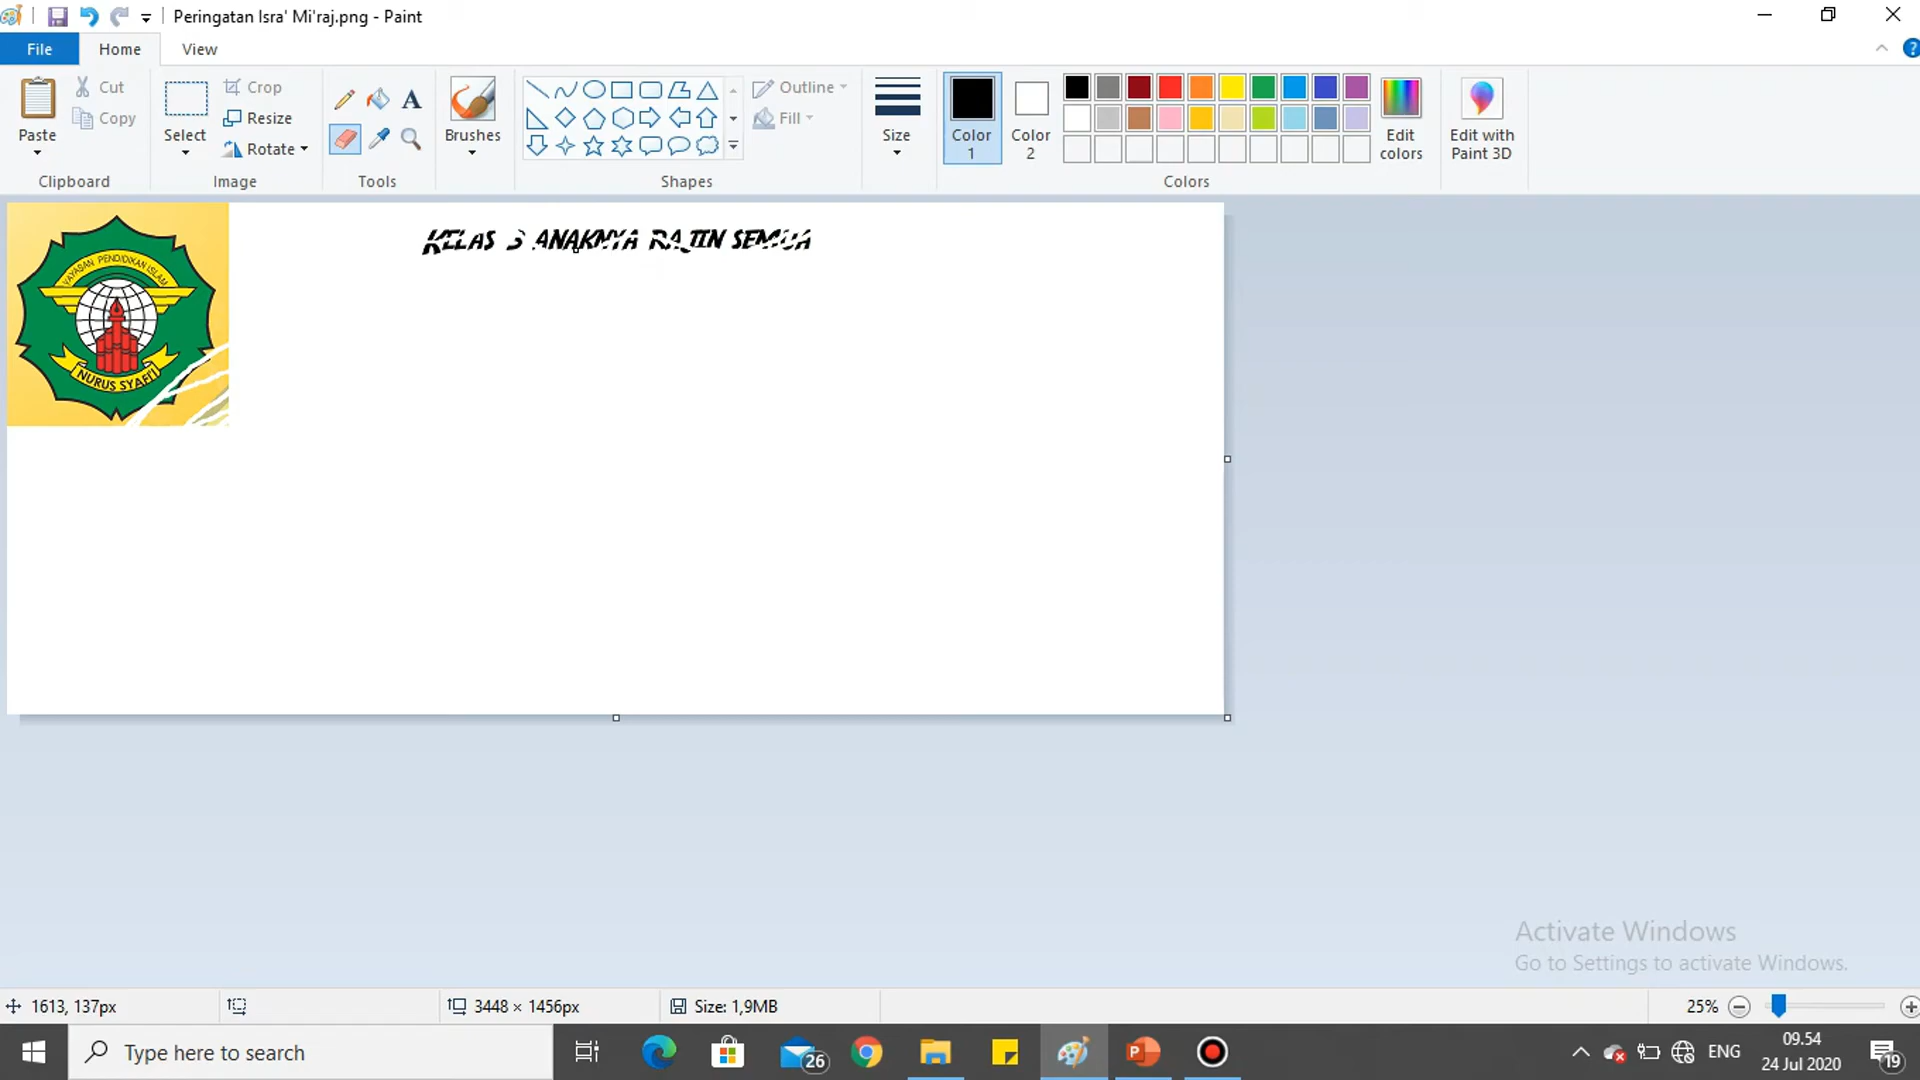 Peringatan Isra' Mi'raj.png - Paint
File
Home
View
Paste
Cut
Copy
Clipboard
Select
Crop
Resize
Rotate
Image
A
Tools
Brushes
Shapes
Outline
Fill
Size
Color 1
Color 2
Edit colors
Colors
Edit with Paint 3D
YAYASAN PENDIDIKAN ISLAM
NURUS SYAFI'I
KELAS 3 ANAKNYA RAJIN SEMUA
Activate Windows
Go to Settings to activate Windows.
1613, 137px
3448 × 1456px
Size: 1,9MB
25%
Type here to search
26
P
ENG
09.54
24 Jul 2020
19